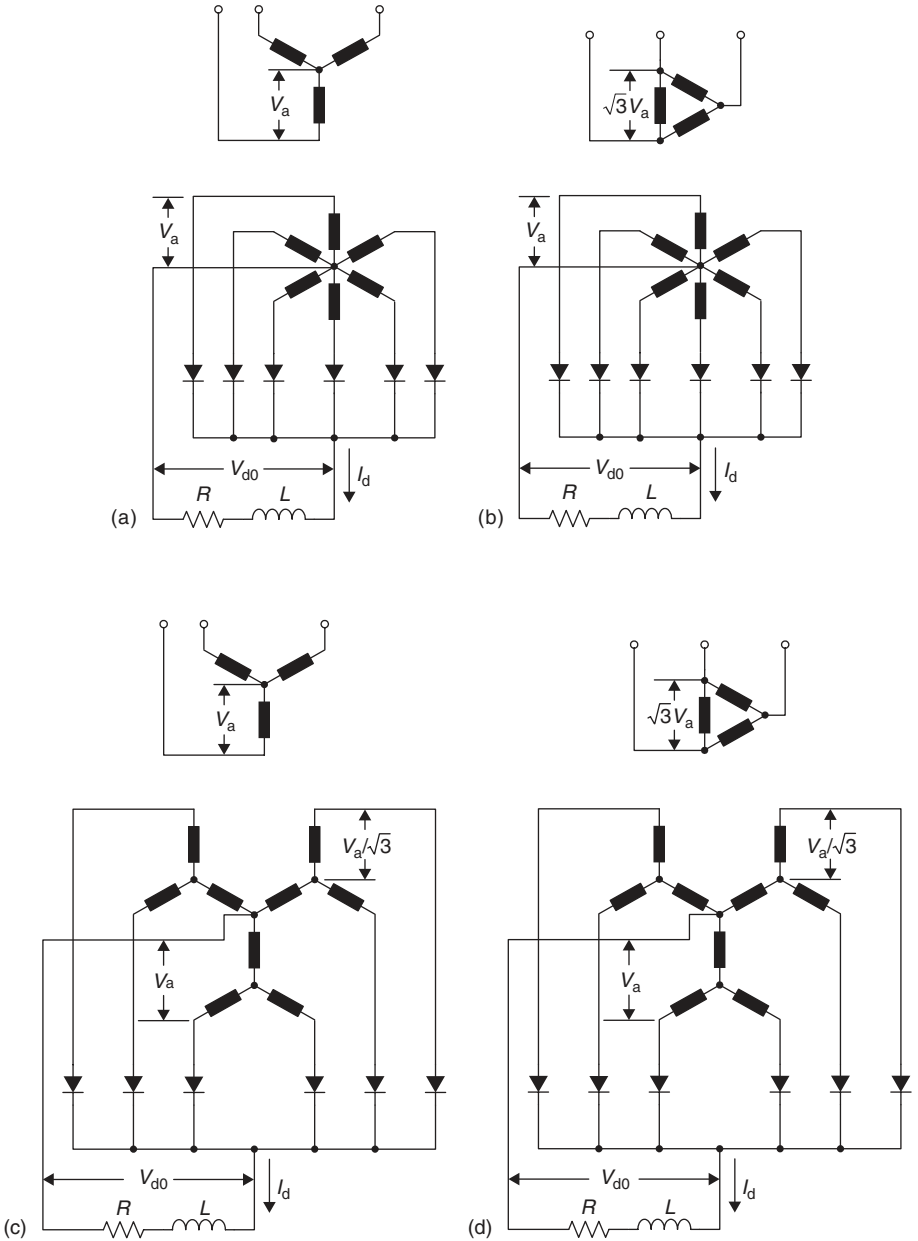 V_a
√3V_a
V_a
V_a
V_d0
I_d
R L
(a)
V_d0
I_d
R L
(b)
V_a
√3V_a
V_a/√3
V_a/√3
Va
V_a
V_d0
I_d
R L
(c)
V_d0
I_d
R L
(d)